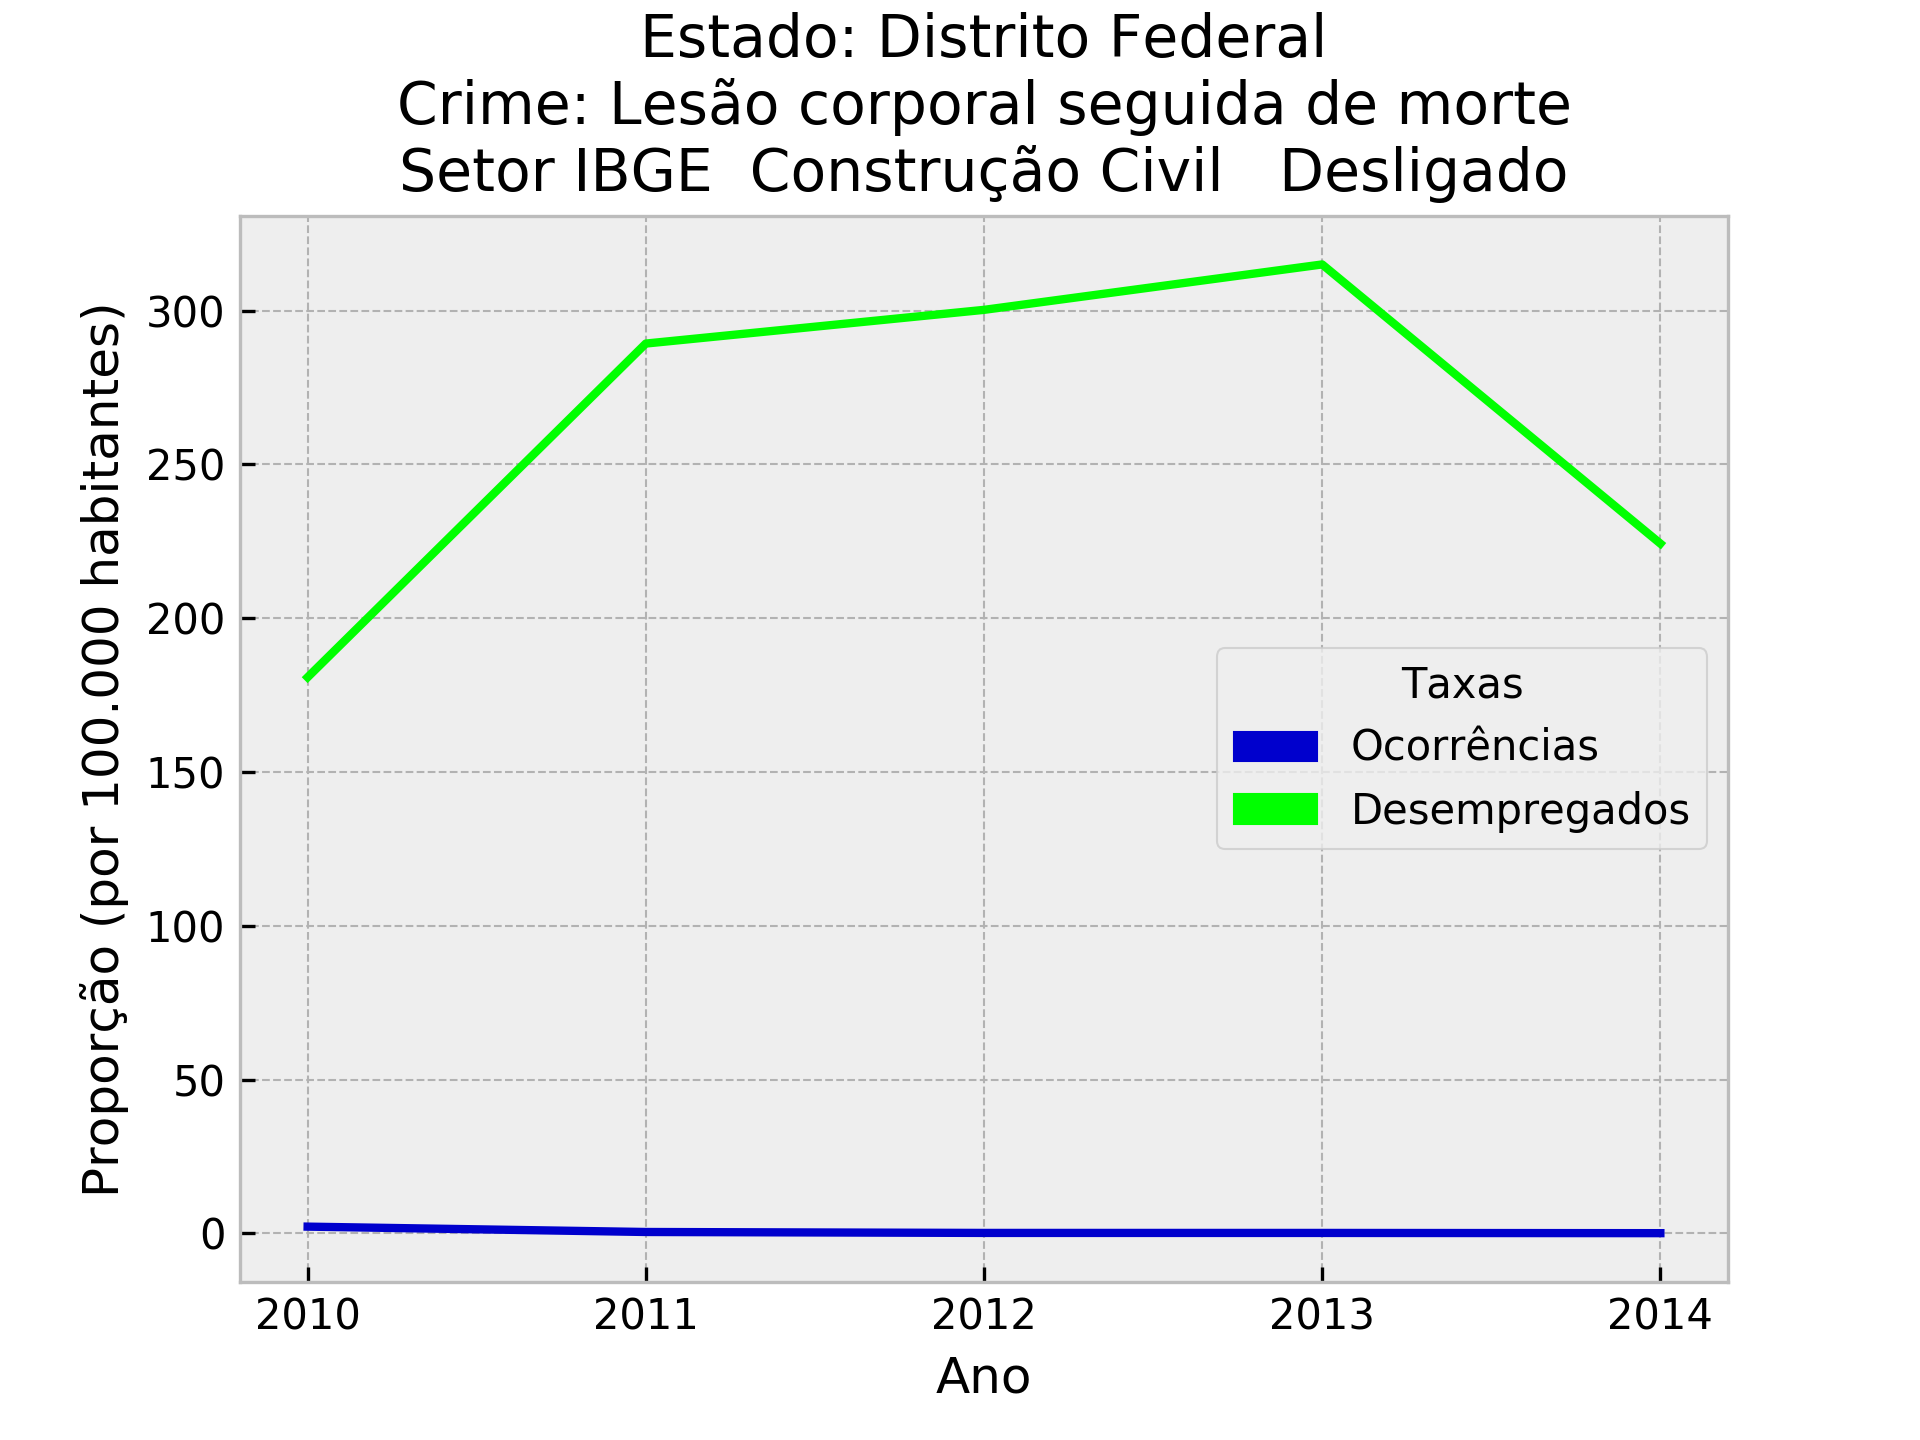 Estado: Distrito Federal
Crime: Lesão corporal seguida de morte
Setor IBGE  Construção Civil   Desligado
Proporção (por 100.000 habitantes)
300
250
200
150
100
50
0
Taxas
Ocorrências
Desempregados
2010 2011 2012 2013 2014
Ano